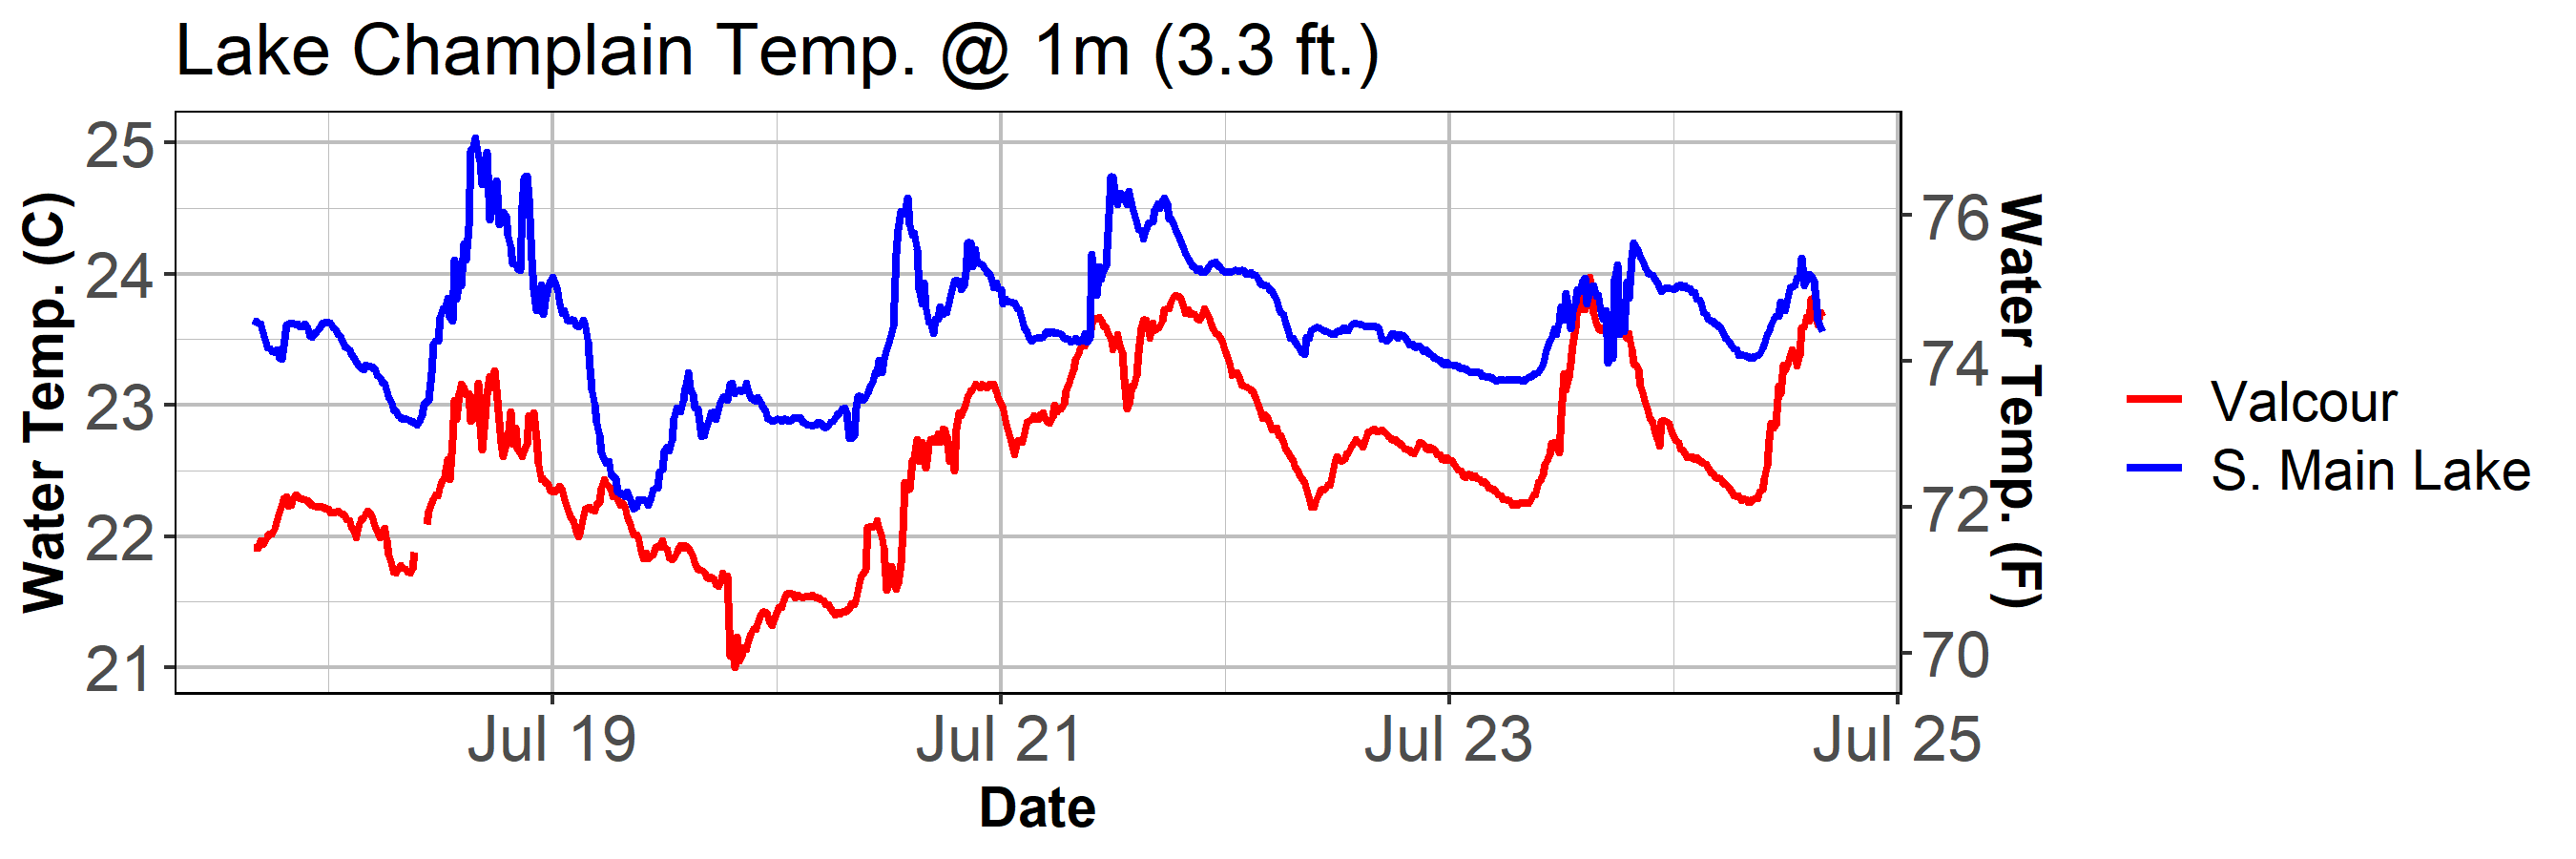 Lake Champlain Temp. @ 1m (3.3 ft.)
Water Temp. (C)
25
24
23
22
21
76
74
72
70
Water Temp. (F)
Jul 19
Jul 21
Jul 23
Jul 25
Date
Valcour
S. Main Lake